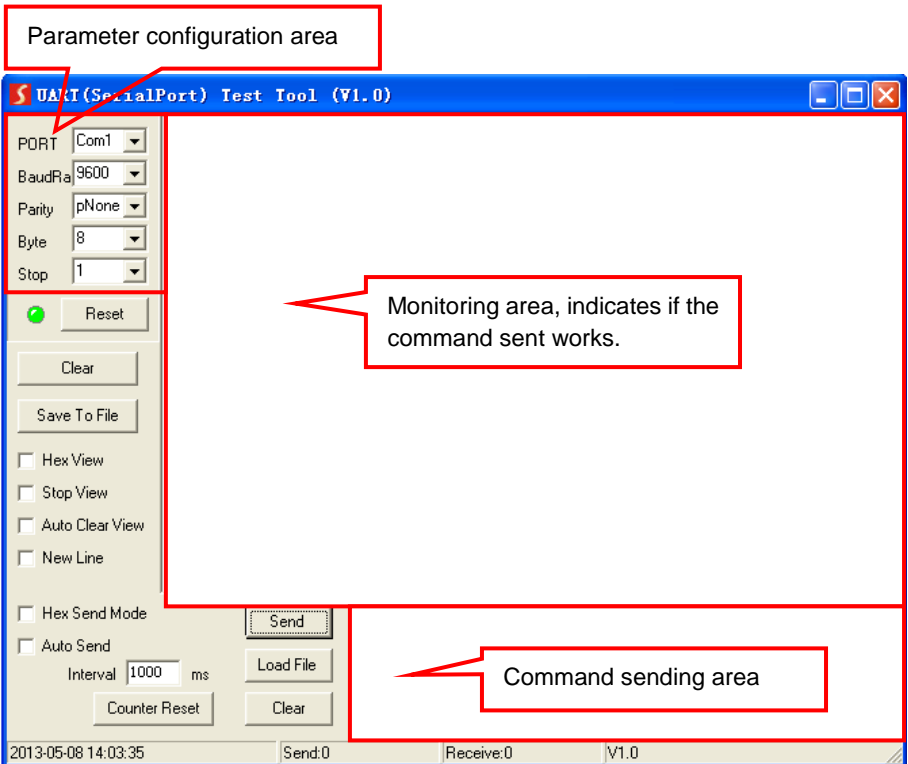 Parameter configuration area
UART(SerialPort) Test Tool (V1.0)
PORT Com1
BaudRa 9600
Parity pNone
Byte 8
Stop 1
Reset
Clear
Save To File
Hex View
Stop View
Auto Clear View
New Line
Monitoring area, indicates if the
command sent works.
Hex Send Mode
Auto Send
Interval 1000 ms
Counter Reset
Send
Load File
Clear
Command sending area
2013-05-08 14:03:35 Send:0 Receive:0 V1.0